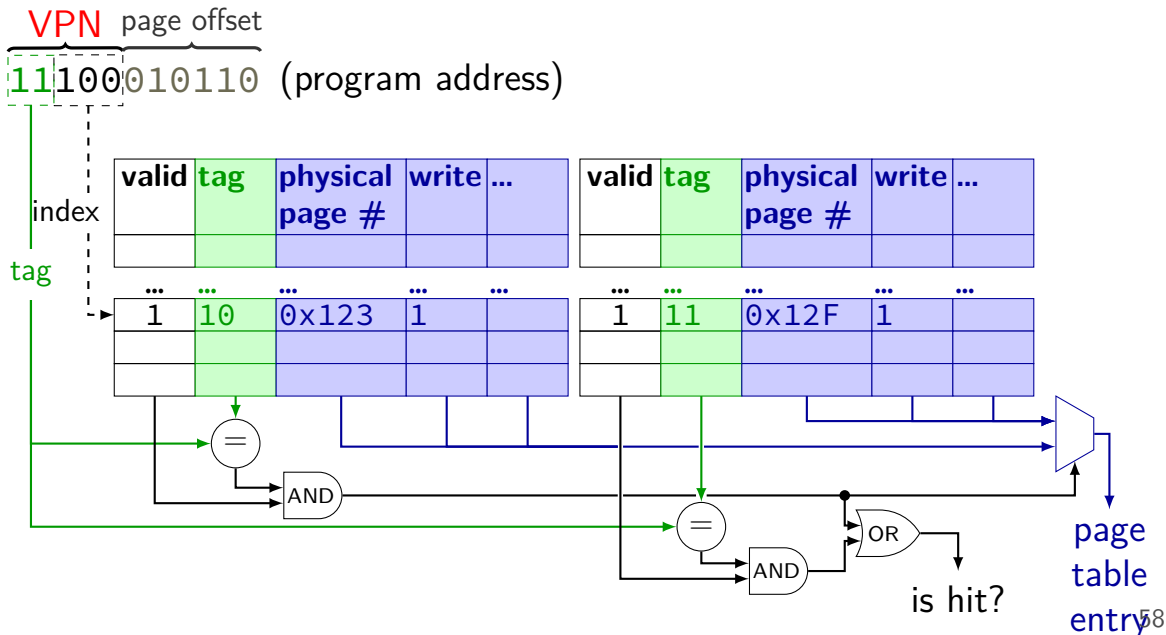 VPN page offset
11100010110 (program address)
valid tag physical page # write ... valid tag physical page # write ...
index
tag
... ... ... ... ... ... ... ... ... ...
1 10 0x123 1 1 11 0x12F 1
=
AND
=
OR
AND
is hit?
page
table
entry
58